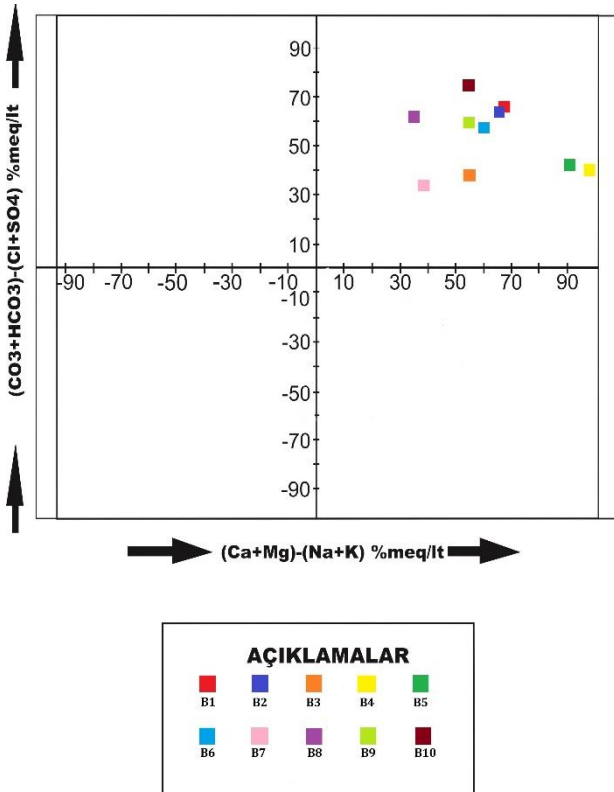 (CO3+HCO3)-(Cl+SO4) %meq/lt
90
70
50
30
10
-90 -70 -50 -30 -10 10 30 50 70 90
-10
-30
-50
-70
-90
(Ca+Mg)-(Na+K) %meq/lt
AÇIKLAMALAR
B1 B2 B3 B4 B5
B6 B7 B8 B9 B10